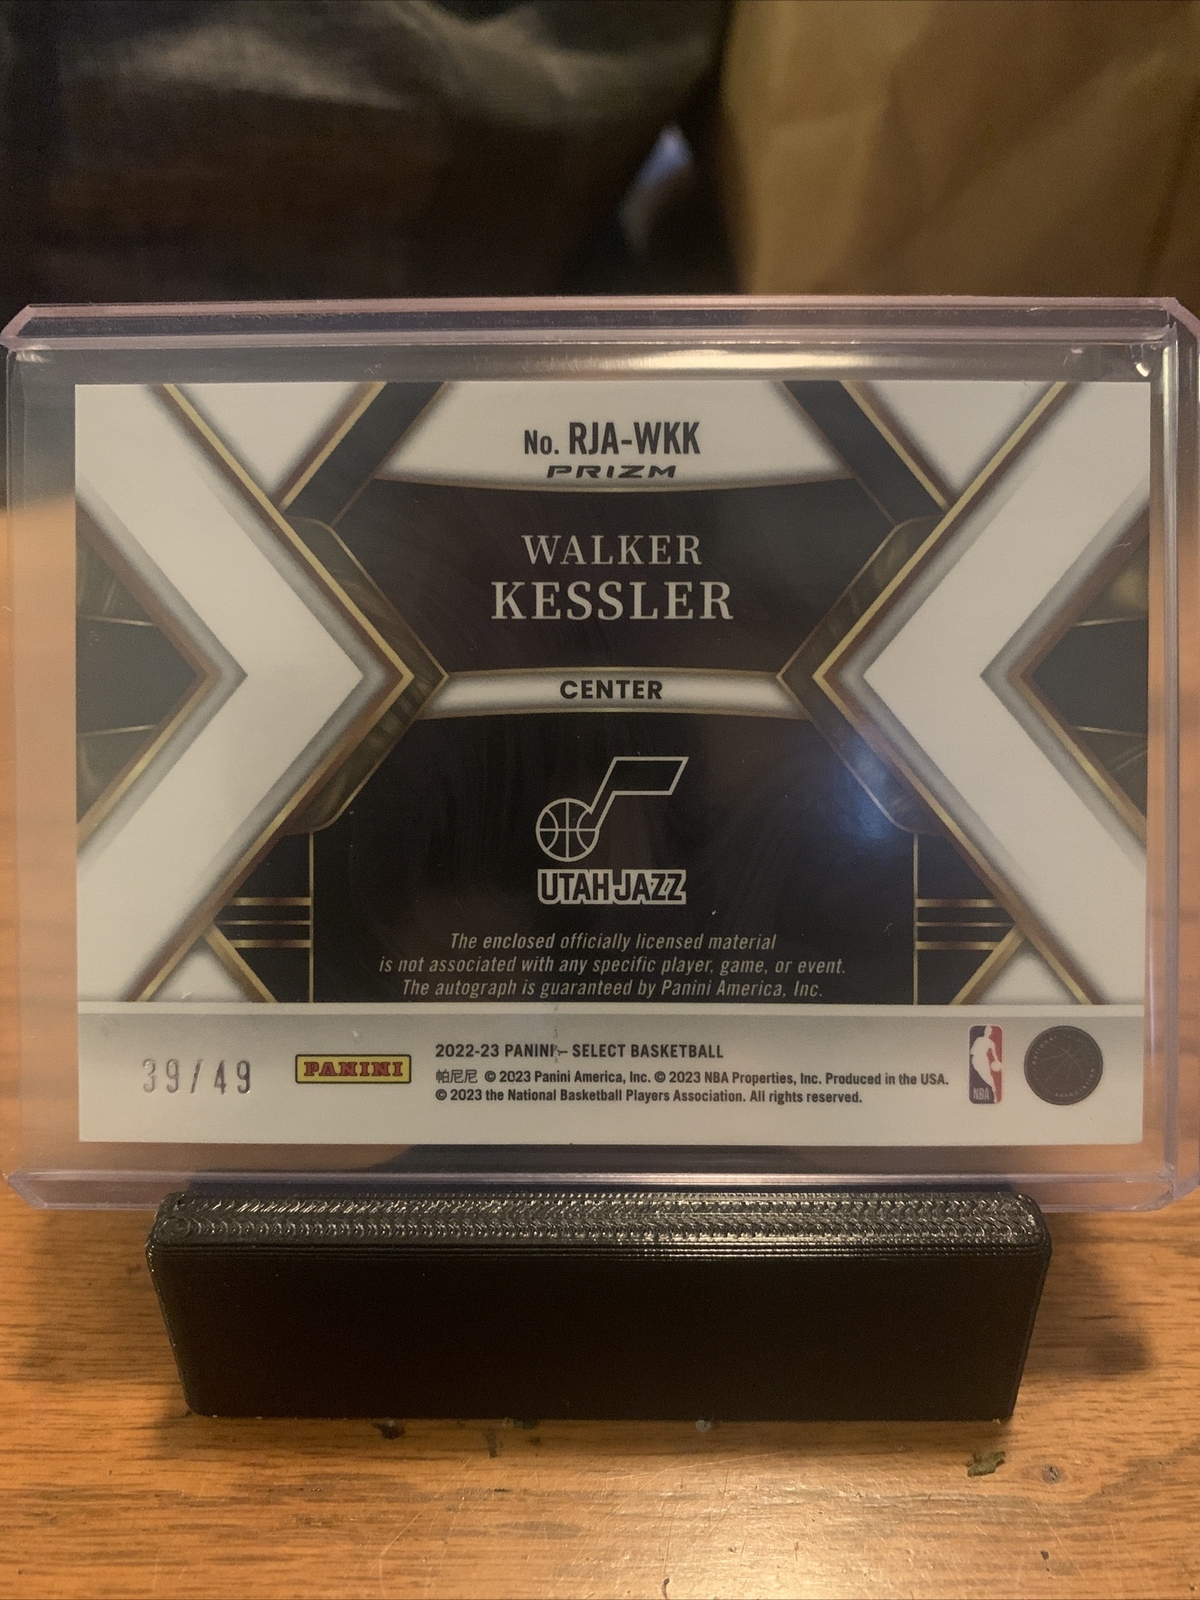 No. RJA-WKK
PRIZM
WALKER
KESSLER
CENTER
UTAH JAZZ
The enclosed officially licensed material
is not associated with any specific player, game, or event.
The autograph is guaranteed by Panini America, Inc.
39/49
PANINI
2022-23 PANINI – SELECT BASKETBALL
帕尼尼 © 2023 Panini America, Inc. © 2023 NBA Properties, Inc. Produced in the USA.
© 2023 the National Basketball Players Association. All rights reserved.
NBA